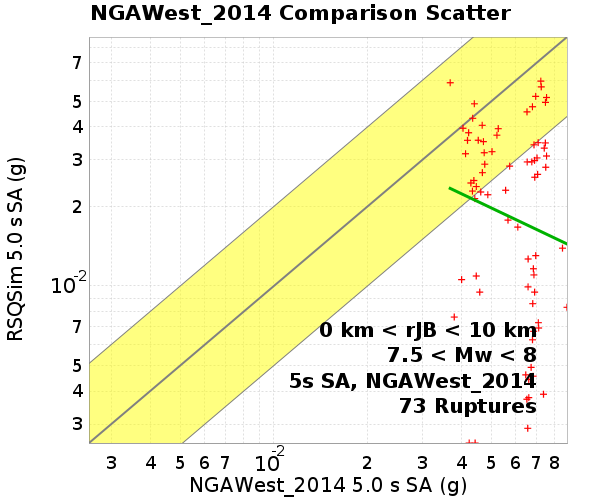 NGAWest_2014 Comparison Scatter
RSQSim 5.0 s SA (g)
7
5
4
3
2
10⁻²
7
5
4
3
0 km < rJB < 10 km
7.5 < Mw < 8
5s SA, NGAWest_2014
73 Ruptures
3 4 5 6 7 10⁻² 2 3 4 5 6 7 8
NGAWest_2014 5.0 s SA (g)